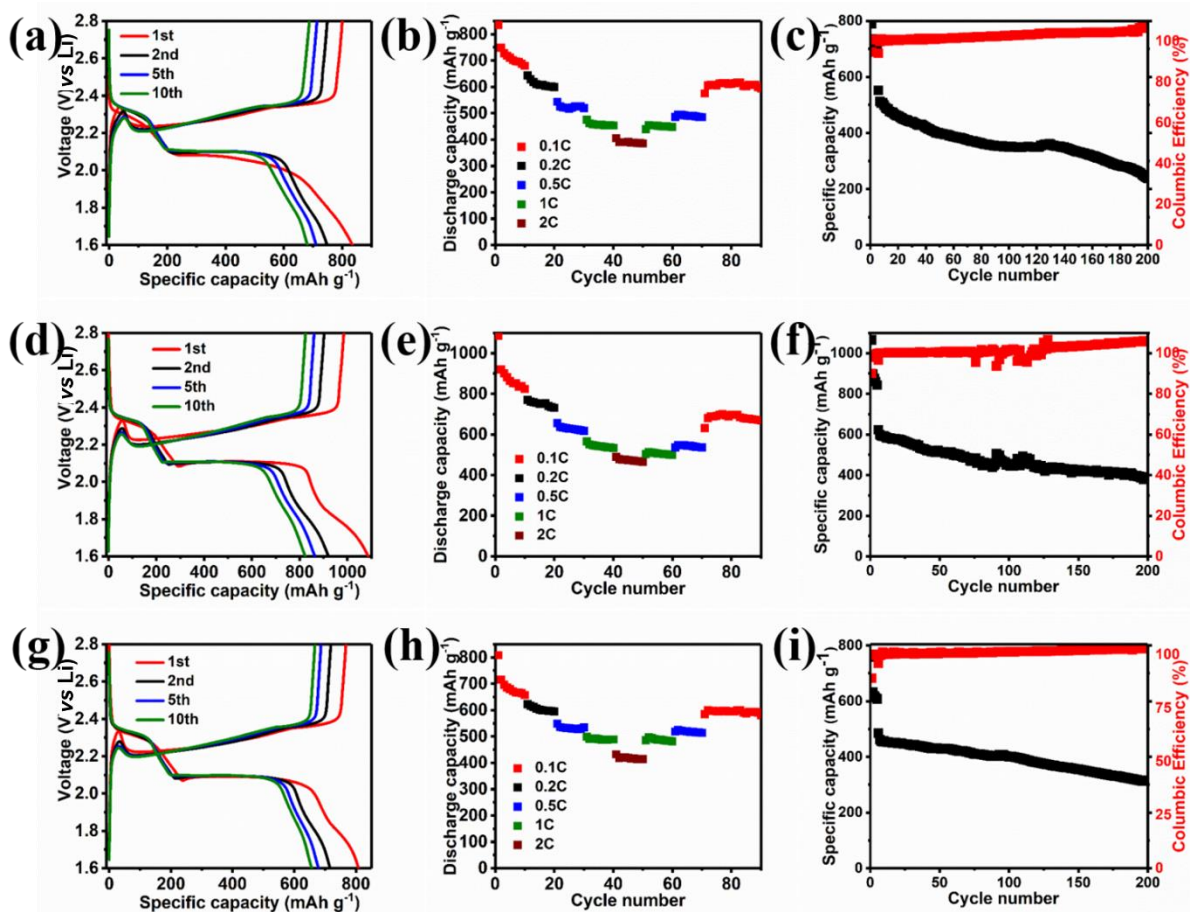 (a)
Voltage (V vs Li)
2.8
2.6
2.4
2.2
2.0
1.8
1.6
1st
2nd
5th
10th
0 200 400 600 800
Specific capacity (mAh g⁻¹)
(b)
Discharge capacity (mAh g⁻¹)
800
700
600
500
400
300
200
100
0
0.1C
0.2C
0.5C
1C
2C
0 20 40 60 80
Cycle number
(c)
Specific capacity (mAh g⁻¹)
800
600
400
200
0
20 40 60 80 100 120 140 160 180 200
Cycle number
100
80
60
40
20
0
Columbic Efficiency (%)
(d)
Voltage (V vs Li)
2.8
2.6
2.4
2.2
2.0
1.8
1.6
1st
2nd
5th
10th
0 200 400 600 800 1000
Specific capacity (mAh g⁻¹)
(e)
Discharge capacity (mAh g⁻¹)
1000
800
600
400
200
0
0.1C
0.2C
0.5C
1C
2C
0 20 40 60 80
Cycle number
(f)
Specific capacity (mAh g⁻¹)
1000
800
600
400
200
0
0 50 100 150 200
Cycle number
100
80
60
40
20
0
Columbic Efficiency (%)
(g)
Voltage (V vs Li)
2.8
2.6
2.4
2.2
2.0
1.8
1.6
1st
2nd
5th
10th
0 200 400 600 800
Specific capacity (mAh g⁻¹)
(h)
Discharge capacity (mAh g⁻¹)
800
700
600
500
400
300
200
100
0
0.1C
0.2C
0.5C
1C
2C
0 20 40 60 80
Cycle number
(i)
Specific capacity (mAh g⁻¹)
800
600
400
200
0
0 50 100 150 200
Cycle number
100
75
50
25
0
Columbic Efficiency (%)